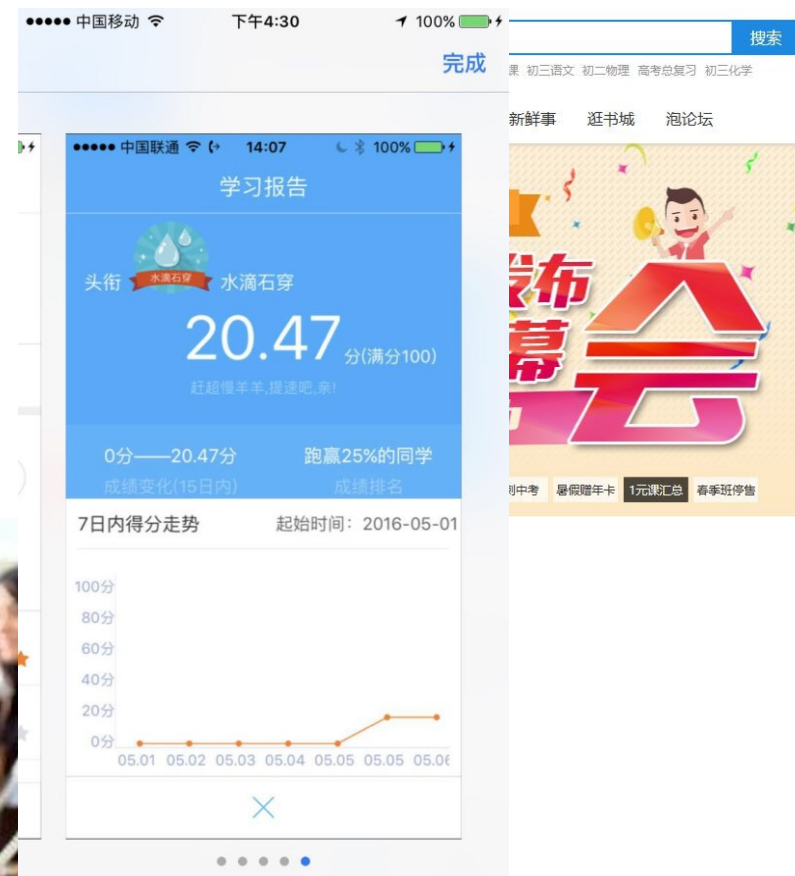 中国移动 下午4:30 100%
完成
中国联通 14:07 100%
学习报告
头衔 水滴石穿 水滴石穿
20.47 分(满分100)
赶超慢羊羊,提速吧,亲!
0分——20.47分 跑赢25%的同学
成绩变化(15日内) 成绩排名
7日内得分走势 起始时间: 2016-05-01
100分
80分
60分
40分
20分
0分
05.01 05.02 05.03 05.04 05.05 05.05 05.06
搜索
课 初三语文 初二物理 高考总复习 初三化学
新鲜事 逛书城 泡论坛
发布会
幕
中考 暑假赠年卡 1元课汇总 春季班停售